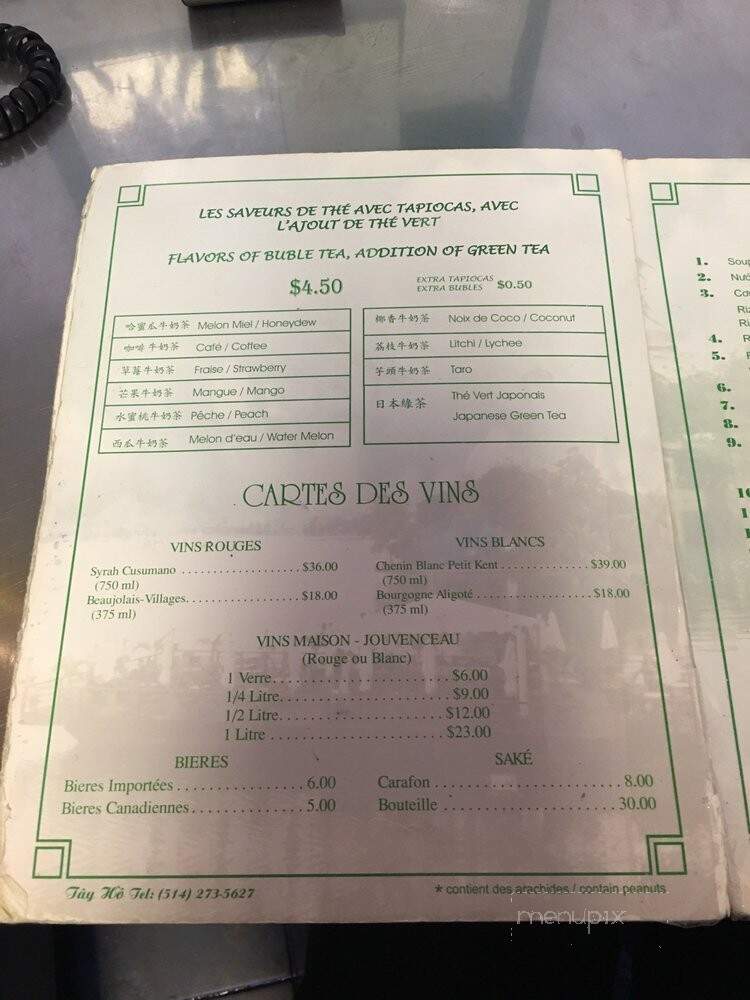 LES SAVEURS DE THÉ AVEC TAPIOCAS, AVEC
L'AJOUT DE THÉ VERT
FLAVORS OF BUBLE TEA, ADDITION OF GREEN TEA
$4.50
EXTRA TAPIOCAS
EXTRA BUBLES $0.50
哈蜜瓜牛奶茶 Melon Miel / Honeydew
咖啡牛奶茶 Café / Coffee
草莓牛奶茶 Fraise / Strawberry
芒果牛奶茶 Mangue / Mango
水蜜桃牛奶茶 Pêche / Peach
西瓜牛奶茶 Melon d'eau / Water Melon
椰香牛奶茶 Noix de Coco / Coconut
荔枝牛奶茶 Litchi / Lychee
芋頭牛奶茶 Taro
日本綠茶 Thé Vert Japonais
Japanese Green Tea
CARTES DES VINS
VINS ROUGES
Syrah Cusumano ................... $36.00
(750 ml)
Beaujolais-Villages................... $18.00
(375 ml)
VINS BLANCS
Chenin Blanc Petit Kent .............. $39.00
(750 ml)
Bourgogne Aligoté ................... $18.00
(375 ml)
VINS MAISON - JOUVENCEAU
(Rouge ou Blanc)
1 Verre........................ $6.00
1/4 Litre....................... $9.00
1/2 Litre....................... $12.00
1 Litre ........................ $23.00
BIERES
Bieres Importées ................. 6.00
Bieres Canadiennes............... 5.00
SAKÉ
Carafon ........................ 8.00
Bouteille ....................... 30.00
Tây Hô Tel: (514) 273-5627
* contient des arachides / contain peanuts
menupix
1. Soup
2. Nướ
3.
Ri
4. R
5.
6.
7.
8.
9.